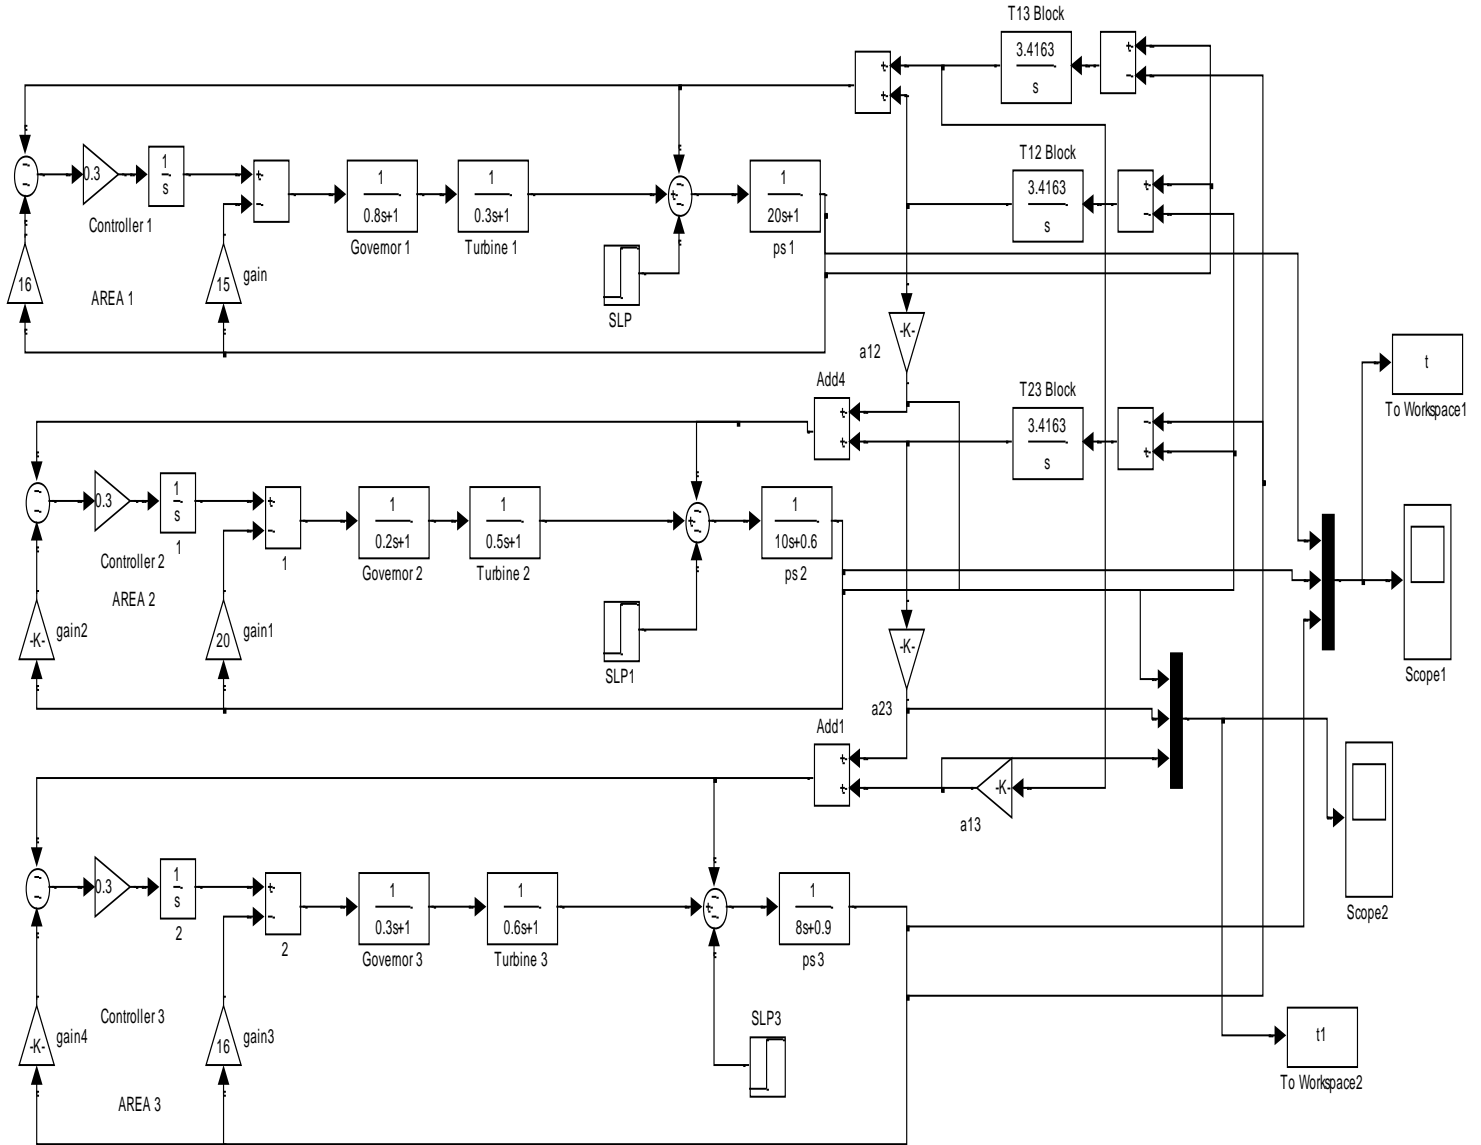 T13 Block
3.4163
s
T12 Block
3.4163
s
0.3
1
s
Controller 1
1
0.8s+1
Governor 1
1
0.3s+1
Turbine 1
1
20s+1
ps 1
16
15
gain
AREA 1
SLP
-K-
a12
Add4
T23 Block
3.4163
s
t
To Workspace1
0.3
1
s
1
Controller 2
1
1
0.2s+1
Governor 2
1
0.5s+1
Turbine 2
1
10s+0.6
ps 2
AREA 2
-K-
gain2
20
gain1
SLP1
-K-
a23
Scope1
Add1
-K-
a13
0.3
1
s
2
2
1
0.3s+1
Governor 3
1
0.6s+1
Turbine 3
1
8s+0.9
ps 3
Scope2
Controller 3
-K-
gain4
16
gain3
SLP3
t1
To Workspace2
AREA 3